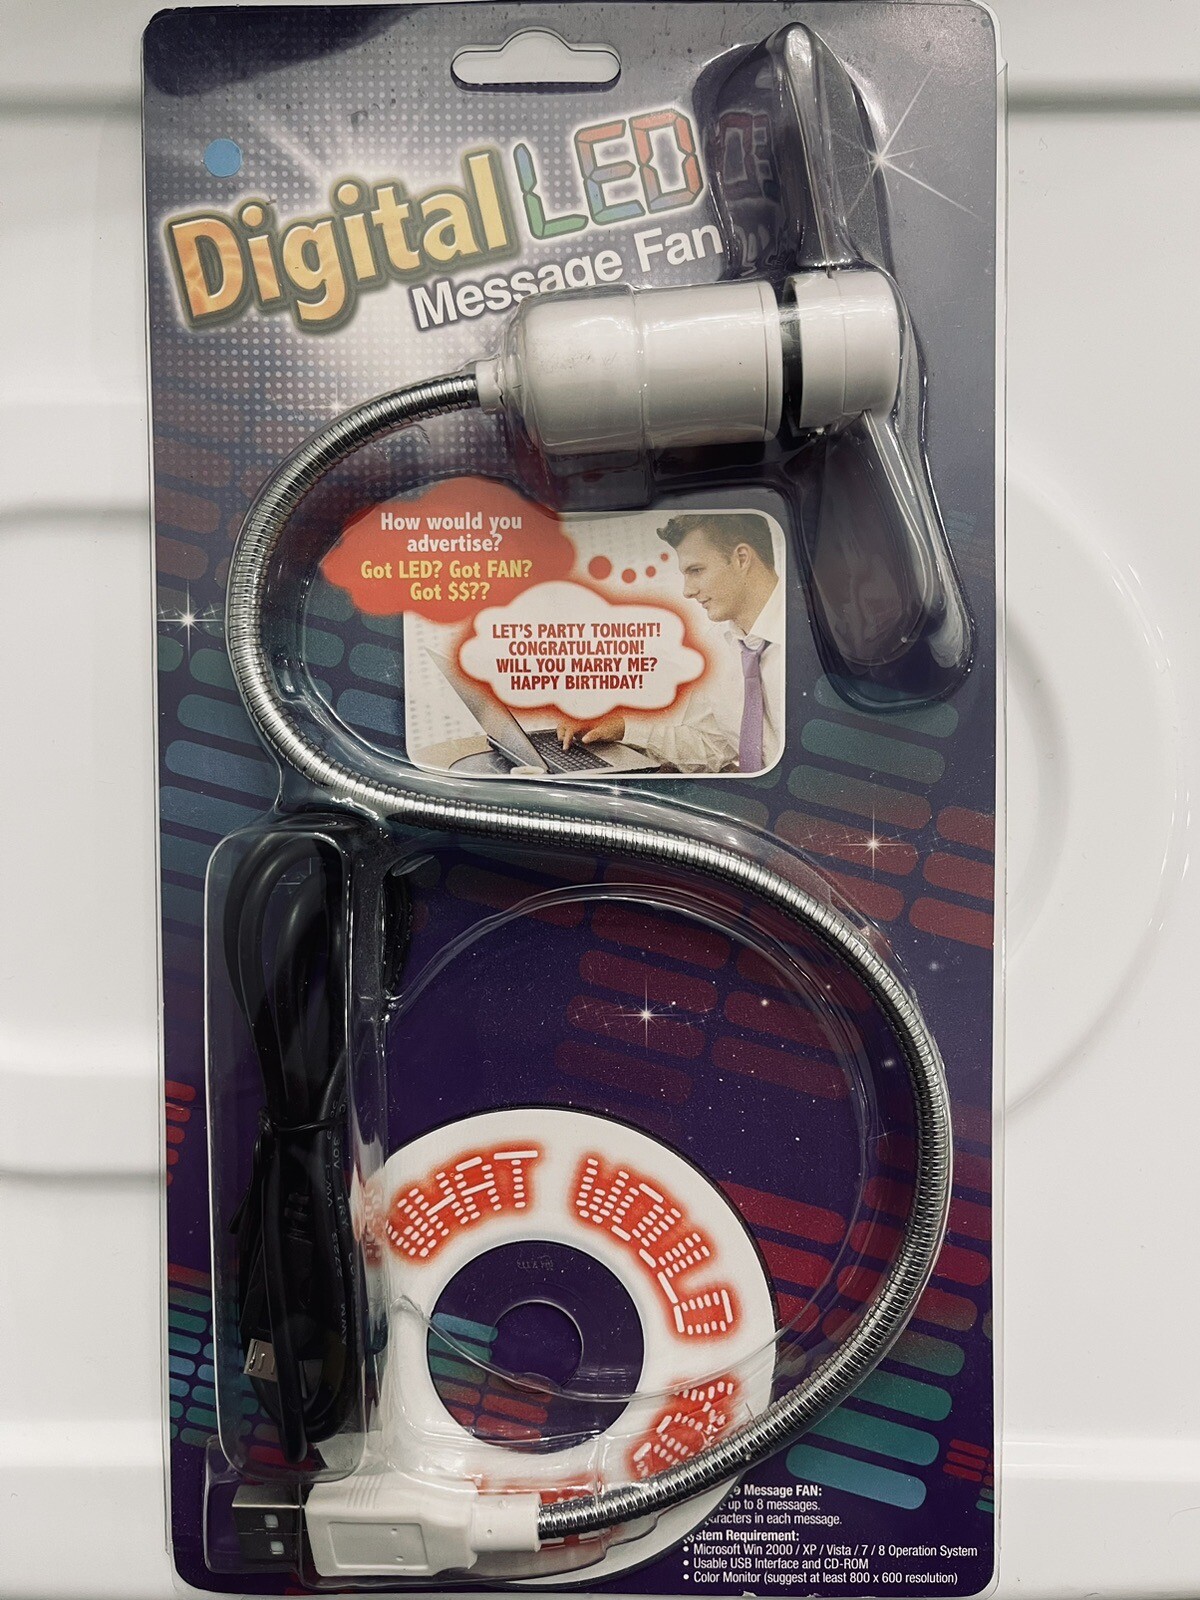 Digital LED
Message Fan
How would you
advertise?
Got LED? Got FAN?
Got $$??
LET'S PARTY TONIGHT!
CONGRATULATION!
WILL YOU MARRY ME?
HAPPY BIRTHDAY!
WHAT WOULD
Message FAN:
up to 8 messages.
in each message.
System Requirement:
• Microsoft Win 2000 / XP / Vista / 7 / 8 Operation System
• Usable USB Interface and CD-ROM
• Color Monitor (suggest at least 800 x 600 resolution)